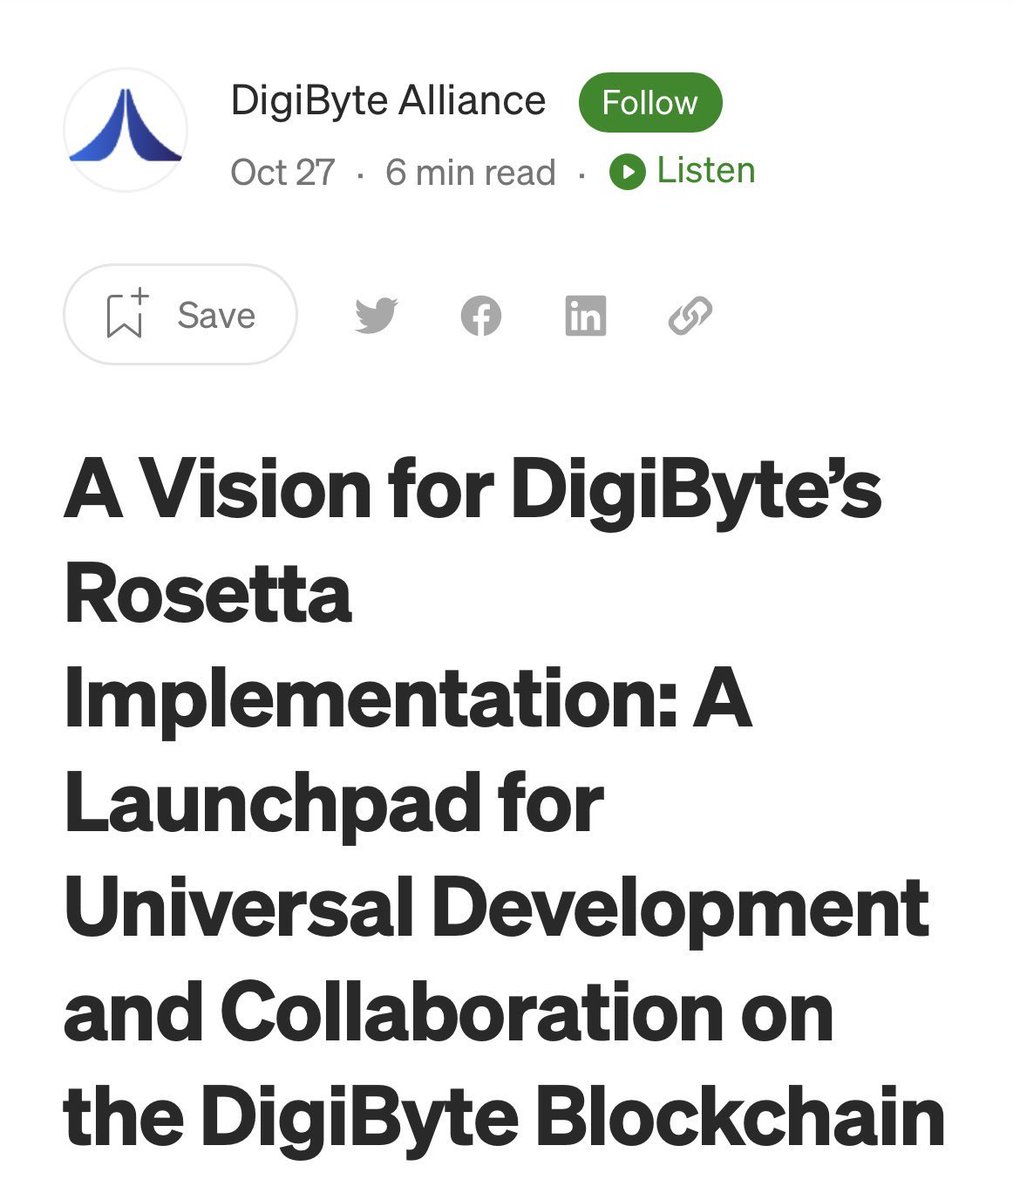 DigiByte Alliance Follow
Oct 27 · 6 min read · Listen
Save
A Vision for DigiByte’s
Rosetta
Implementation: A
Launchpad for
Universal Development
and Collaboration on
the DigiByte Blockchain